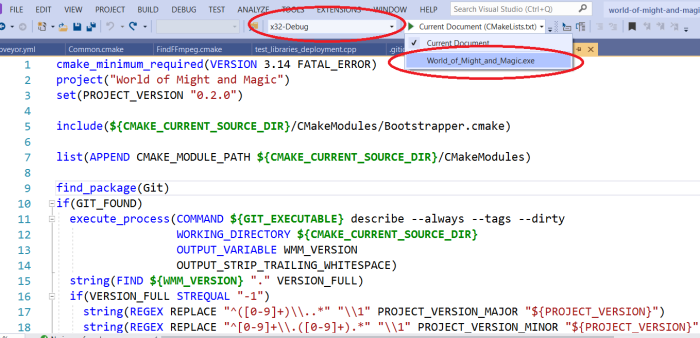 PROJECT BUILD DEBUG TEST ANALYZE TOOLS EXTENSIONS WINDOW HELP Search Visual Studio (Ctrl+Q) world-of-might-and-magi
x32-Debug Current Document (CMakeLists.txt)
Current Document
World_of_Might_and_Magic.exe
pveyor.yml Common.cmake FindFFmpeg.cmake test_libraries_deployment.cpp .gitig
1 cmake_minimum_required(VERSION 3.14 FATAL_ERROR)
2 project("World of Might and Magic")
3 set(PROJECT_VERSION "0.2.0")
4
5 include(${CMAKE_CURRENT_SOURCE_DIR}/CMakeModules/Bootstrapper.cmake)
6
7 list(APPEND CMAKE_MODULE_PATH ${CMAKE_CURRENT_SOURCE_DIR}/CMakeModules)
8
9 find_package(Git)
10 if(GIT_FOUND)
11 execute_process(COMMAND ${GIT_EXECUTABLE} describe --always --tags --dirty
12 WORKING_DIRECTORY ${CMAKE_CURRENT_SOURCE_DIR}
13 OUTPUT_VARIABLE WMM_VERSION
14 OUTPUT_STRIP_TRAILING_WHITESPACE)
15 string(FIND ${WMM_VERSION} "." VERSION_FULL)
16 if(VERSION_FULL STREQUAL "-1")
17 string(REGEX REPLACE "^([0-9]+)\\..*" "\\1" PROJECT_VERSION_MAJOR "${PROJECT_VERSION}")
18 string(REGEX REPLACE "^[0-9]+\\.([0-9]+).*" "\\1" PROJECT_VERSION_MINOR "${PROJECT_VERSION}"